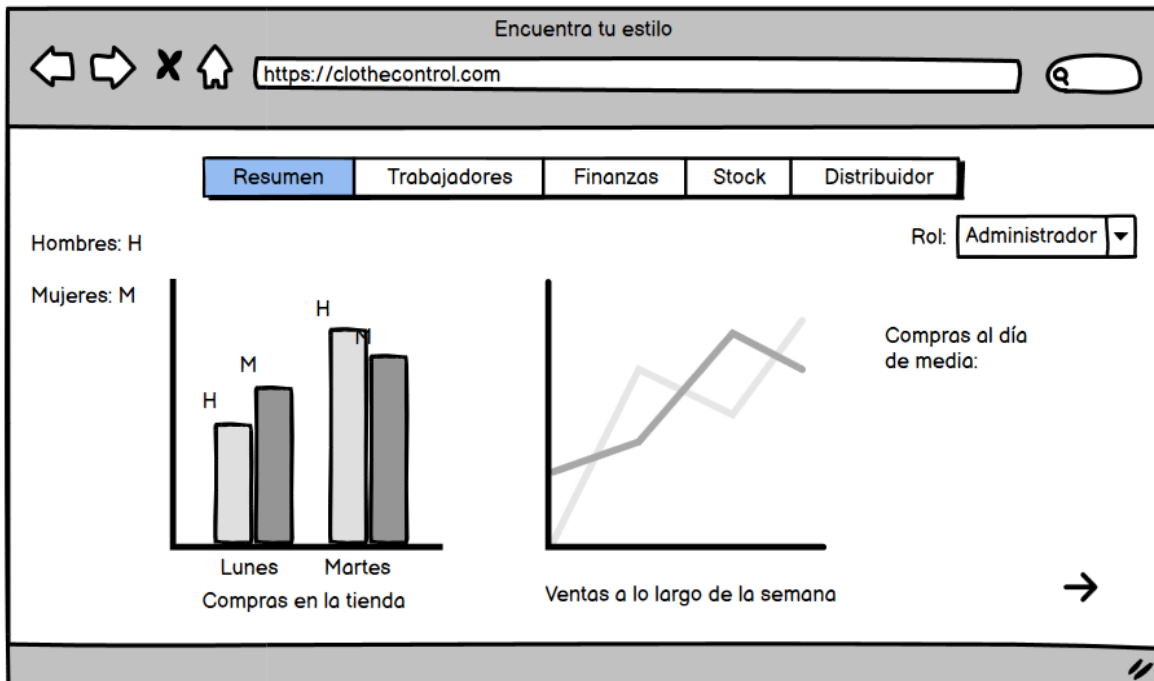 Encuentra tu estilo
https://clothecontrol.com
Resumen
Trabajadores
Finanzas
Stock
Distribuidor
Rol:
Administrador
Hombres: H
Mujeres: M
H
M
H
M
Lunes
Martes
Compras en la tienda
Ventas a lo largo de la semana
Compras al día
de media: